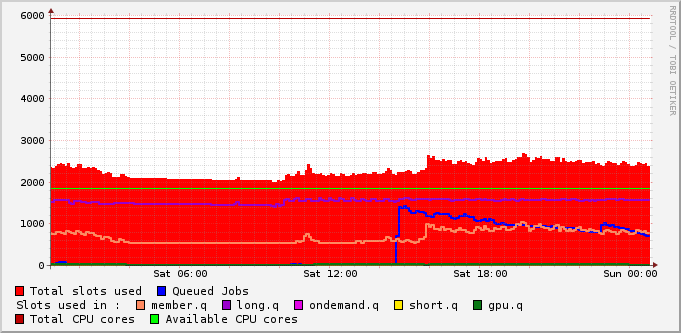 6000
5000
4000
3000
2000
1000
0
Sat 06:00 Sat 12:00 Sat 18:00 Sun 00:00
RRDTOOL / TOBI OETIKER
Total slots used Queued Jobs
Slots used in : member.q long.q ondemand.q short.q gpu.q
Total CPU cores Available CPU cores